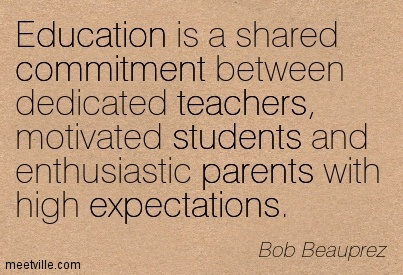 Education is a shared
commitment between
dedicated teachers,
motivated students and
enthusiastic parents with
high expectations.
Bob Beauprez
meetville.com